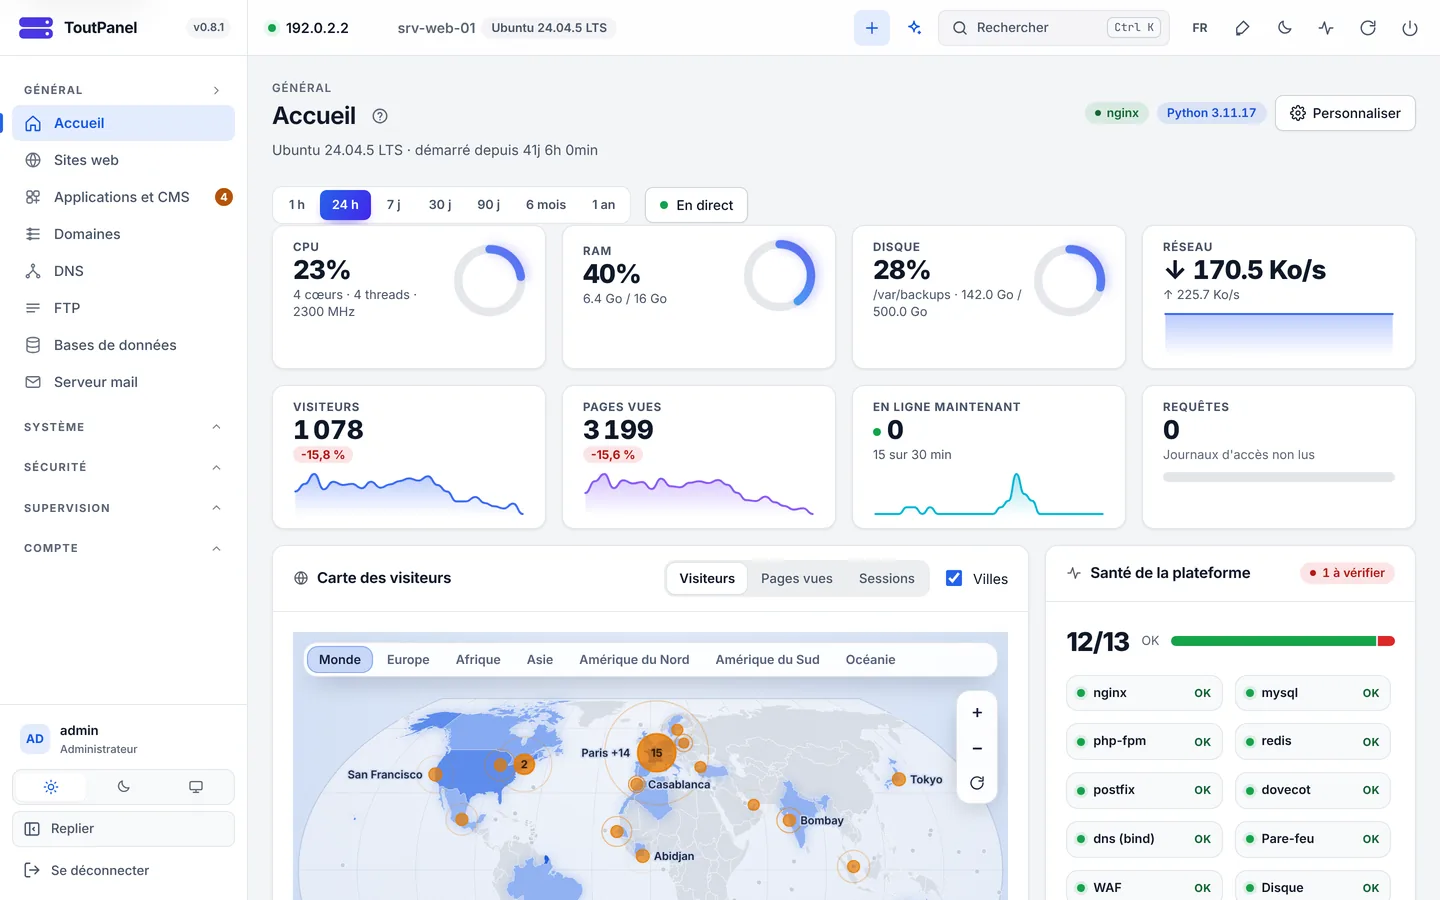 ToutPanel
v0.8.1
192.0.2.2
srv-web-01
Ubuntu 24.04.5 LTS
Rechercher
Ctrl K
FR
GÉNÉRAL
Accueil
Sites web
Applications et CMS
4
Domaines
DNS
FTP
Bases de données
Serveur mail
SYSTÈME
SÉCURITÉ
SUPERVISION
COMPTE
AD
admin
Administrateur
Replier
Se déconnecter
GÉNÉRAL
Accueil
Ubuntu 24.04.5 LTS · démarré depuis 41j 6h 0min
nginx
Python 3.11.17
Personnaliser
1 h
24 h
7 j
30 j
90 j
6 mois
1 an
En direct
CPU
23%
4 cœurs · 4 threads ·
2300 MHz
RAM
40%
6.4 Go / 16 Go
DISQUE
28%
/var/backups · 142.0 Go /
500.0 Go
RÉSEAU
↓ 170.5 Ko/s
↑ 225.7 Ko/s
VISITEURS
1 078
-15,8 %
PAGES VUES
3 199
-15,6 %
EN LIGNE MAINTENANT
0
15 sur 30 min
REQUÊTES
0
Journaux d'accès non lus
Carte des visiteurs
Visiteurs
Pages vues
Sessions
Villes
Monde
Europe
Afrique
Asie
Amérique du Nord
Amérique du Sud
Océanie
+
−
San Francisco
2
Paris +14
15
Casablanca
Tokyo
Bombay
Abidjan
Santé de la plateforme
1 à vérifier
12/13
OK
nginx
OK
mysql
OK
php-fpm
OK
redis
OK
postfix
OK
dovecot
OK
dns (bind)
OK
Pare-feu
OK
WAF
OK
Disque
OK